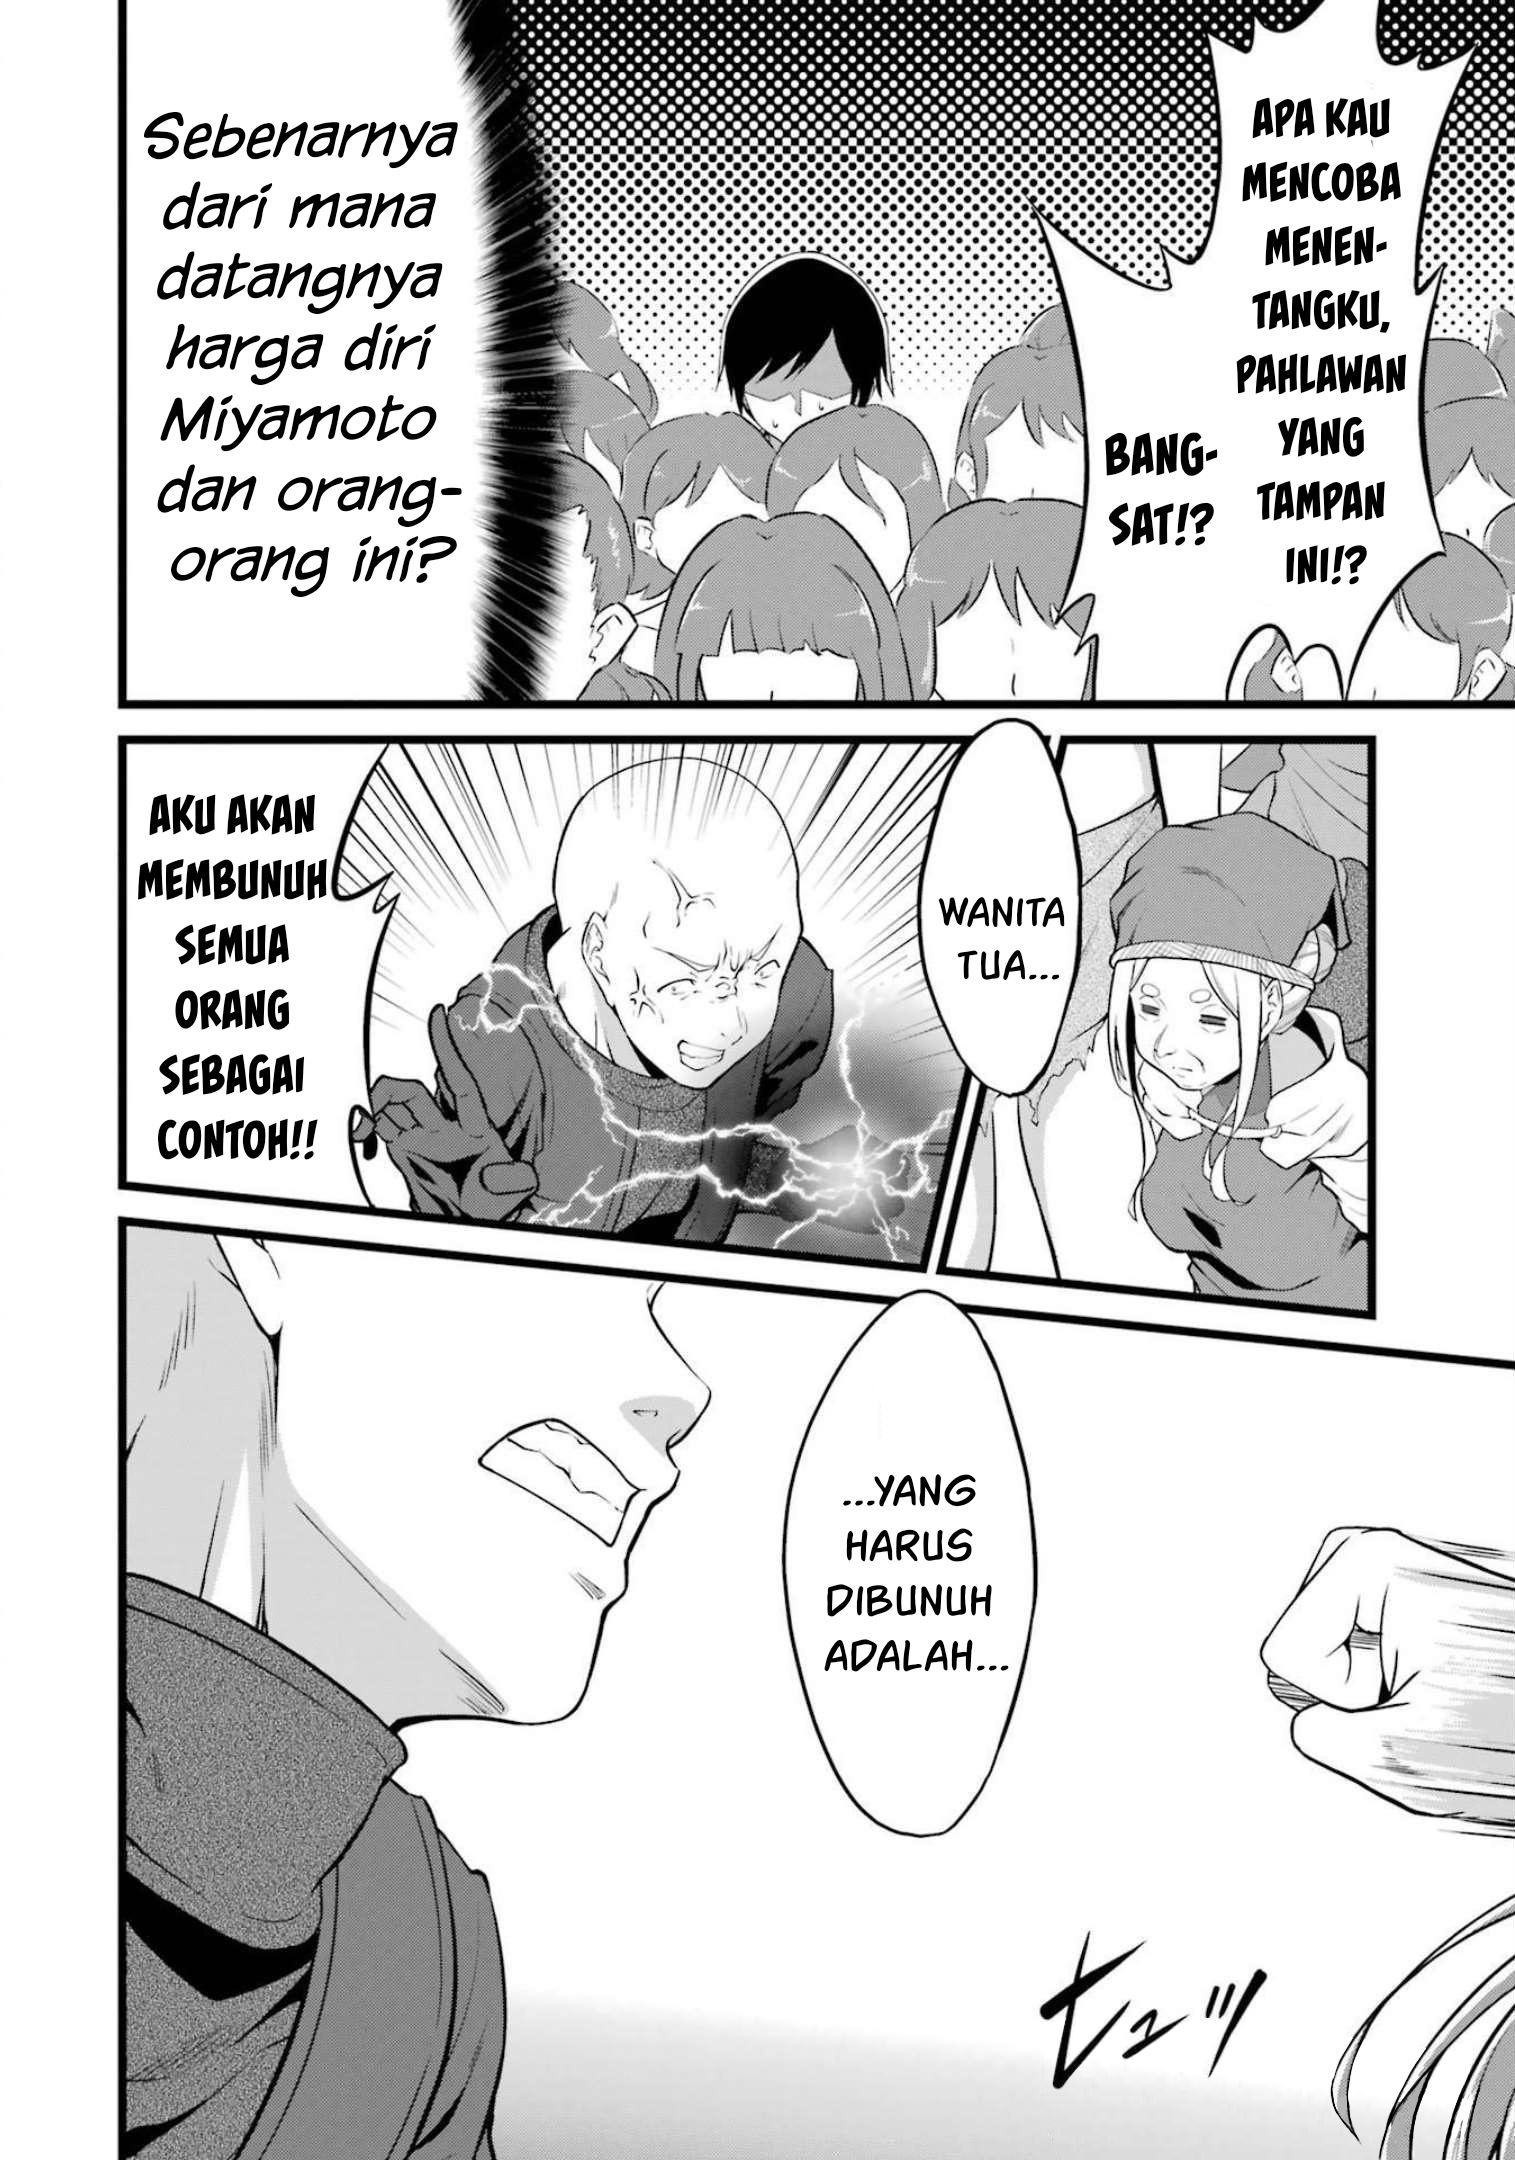 APA KAU
MENCOBA
MENEN-
TANGKU,
PAHLAWAN
YANG
TAMPAN
INI!?
BANG-
SAT!?
Sebenarnya
dari mana
datangnya
harga diri
Miyamoto
dan orang-
orang ini?
WANITA
TUA...
AKU AKAN
MEMBUNUH
SEMUA
ORANG
SEBAGAI
CONTOH!!
...YANG
HARUS
DIBUNUH
ADALAH...
ヒュッ